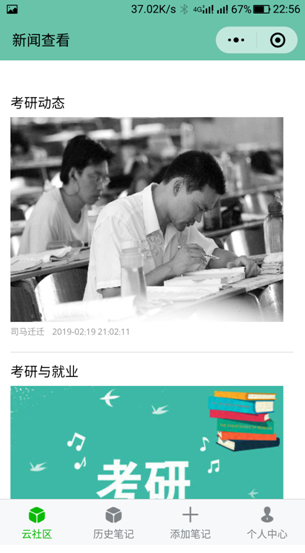 37.02K/s 4G 67% 22:56
新闻查看
考研动态
司马迁迁 2019-02:19 21:02:11
考研与就业
考研
云社区 历史笔记 添加笔记 个人中心